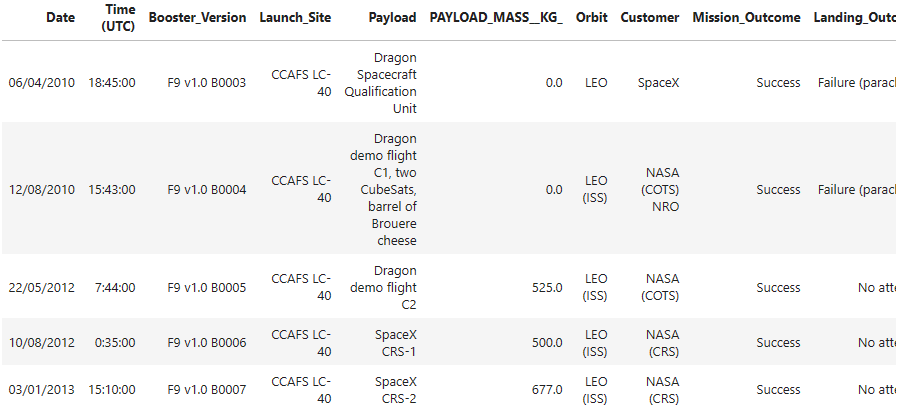 Date Time (UTC) Booster_Version Launch_Site Payload PAYLOAD_MASS__KG_ Orbit Customer Mission_Outcome Landing_Outc
06/04/2010 18:45:00 F9 v1.0 B0003 CCAFS LC-40 Dragon Spacecraft Qualification Unit 0.0 LEO SpaceX Success Failure (parac
12/08/2010 15:43:00 F9 v1.0 B0004 CCAFS LC-40 Dragon demo flight C1, two CubeSats, barrel of Brouere cheese 0.0 LEO (ISS) NASA (COTS) NRO Success Failure (parac
22/05/2012 7:44:00 F9 v1.0 B0005 CCAFS LC-40 Dragon demo flight C2 525.0 LEO (ISS) NASA (COTS) Success No atte
10/08/2012 0:35:00 F9 v1.0 B0006 CCAFS LC-40 SpaceX CRS-1 500.0 LEO (ISS) NASA (CRS) Success No atte
03/01/2013 15:10:00 F9 v1.0 B0007 CCAFS LC-40 SpaceX CRS-2 677.0 LEO (ISS) NASA (CRS) Success No atte